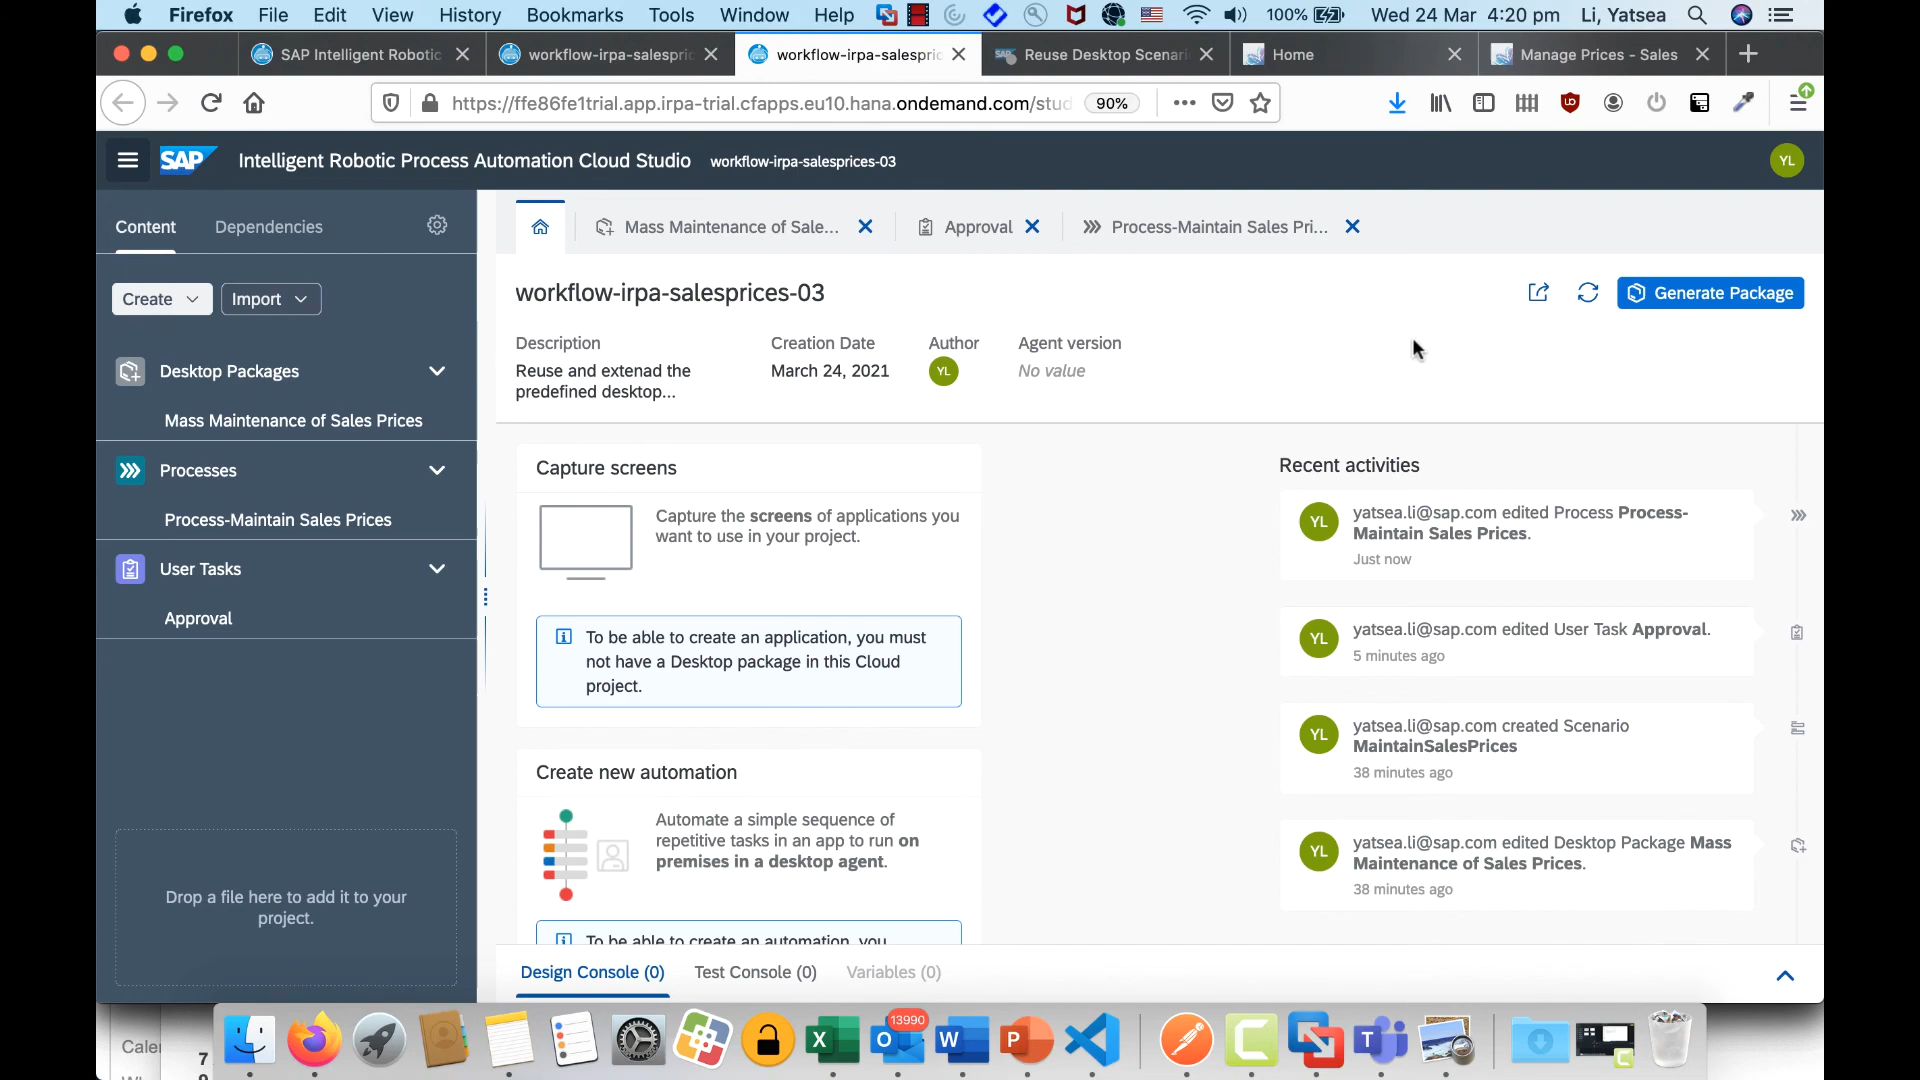 Firefox File Edit View History Bookmarks Tools Window Help 100% Wed 24 Mar 4:20 pm Li, Yatsea
SAP Intelligent Robotic workflow-irpa-salespric workflow-irpa-salespric Reuse Desktop Scenari Home Manage Prices - Sales
https://ffe86fe1trial.app.irpa-trial.cfapps.eu10.hana.ondemand.com/stud 90%
SAP Intelligent Robotic Process Automation Cloud Studio workflow-irpa-salesprices-03 YL
Content Dependencies
Mass Maintenance of Sale... Approval Process-Maintain Sales Pri...
Create Import
workflow-irpa-salesprices-03 Generate Package
Description Creation Date Author Agent version
Reuse and extenad the predefined desktop... March 24, 2021 YL No value
Desktop Packages
Mass Maintenance of Sales Prices
Processes
Process-Maintain Sales Prices
User Tasks
Approval
Drop a file here to add it to your
project.
Capture screens
Capture the screens of applications you
want to use in your project.
To be able to create an application, you must
not have a Desktop package in this Cloud
project.
Create new automation
Automate a simple sequence of
repetitive tasks in an app to run on
premises in a desktop agent.
To be able to create an automation, you
Recent activities
YL yatsea.li@sap.com edited Process Process-
Maintain Sales Prices.
Just now
YL yatsea.li@sap.com edited User Task Approval.
5 minutes ago
YL yatsea.li@sap.com created Scenario
MaintainSalesPrices
38 minutes ago
YL yatsea.li@sap.com edited Desktop Package Mass
Maintenance of Sales Prices.
38 minutes ago
Design Console (0) Test Console (0) Variables (0)
13990
Caler 7